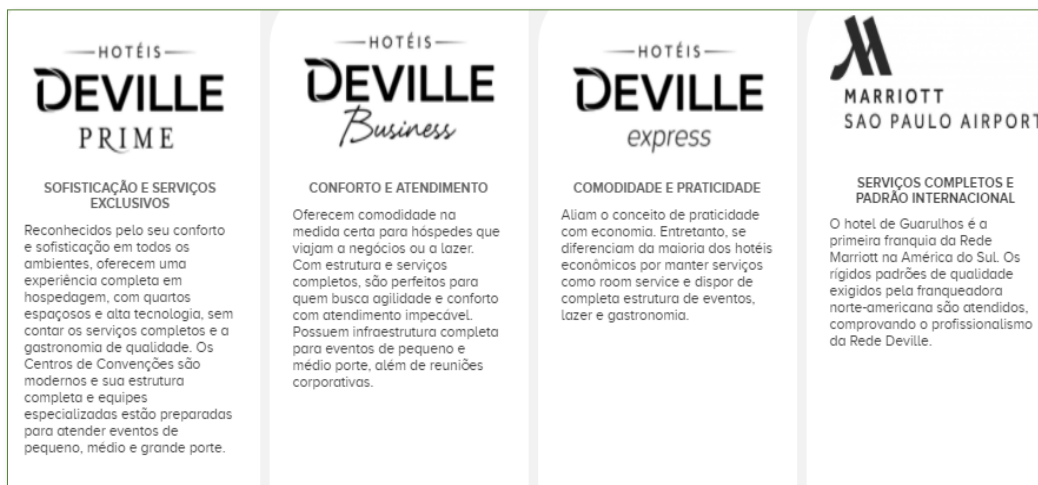 HOTÉIS
DEVILLE
PRIME
SOFISTICAÇÃO E SERVIÇOS
EXCLUSIVOS
Reconhecidos pelo seu conforto
e sofisticação em todos os
ambientes, oferecem uma
experiência completa em
hospedagem, com quartos
espaçosos e alta tecnologia, sem
contar os serviços completos e a
gastronomia de qualidade. Os
Centros de Convenções são
modernos e sua estrutura
completa e equipes
especializadas estão preparadas
para atender eventos de
pequeno, médio e grande porte.
HOTÉIS
DEVILLE
Business
CONFORTO E ATENDIMENTO
Oferecem comodidade na
medida certa para hóspedes que
viajam a negócios ou a lazer.
Com estrutura e serviços
completos, são perfeitos para
quem busca agilidade e conforto
com atendimento impecável.
Possuem infraestrutura completa
para eventos de pequeno e
médio porte, além de reuniões
corporativas.
HOTÉIS
DEVILLE
express
COMODIDADE E PRATICIDADE
Aliam o conceito de praticidade
com economia. Entretanto, se
diferenciam da maioria dos hotéis
econômicos por manter serviços
como room service e dispor de
completa estrutura de eventos,
lazer e gastronomia.
MARRIOTT
SAO PAULO AIRPORT
SERVIÇOS COMPLETOS E
PADRÃO INTERNACIONAL
O hotel de Guarulhos é a
primeira franquia da Rede
Marriott na América do Sul. Os
rígidos padrões de qualidade
exigidos pela franqueadora
norte-americana são atendidos,
comprovando o profissionalismo
da Rede Deville.